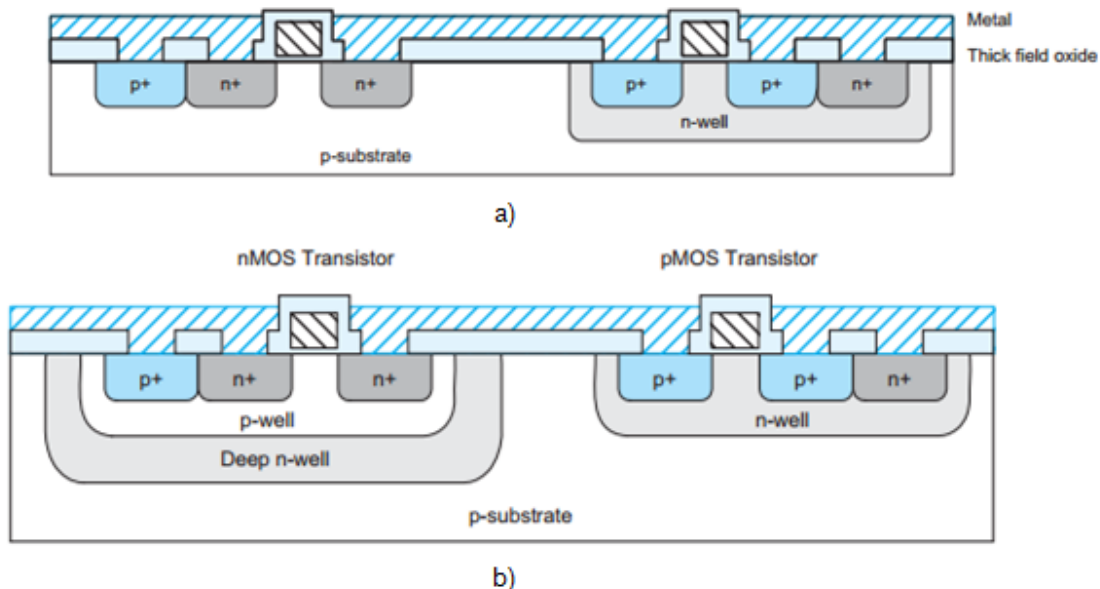 Metal
Thick field oxide
p+ n+ n+ p+ p+ n+
n-well
p-substrate
a)
nMOS Transistor pMOS Transistor
p+ n+ n+ p+ p+ n+
p-well n-well
Deep n-well
p-substrate
b)